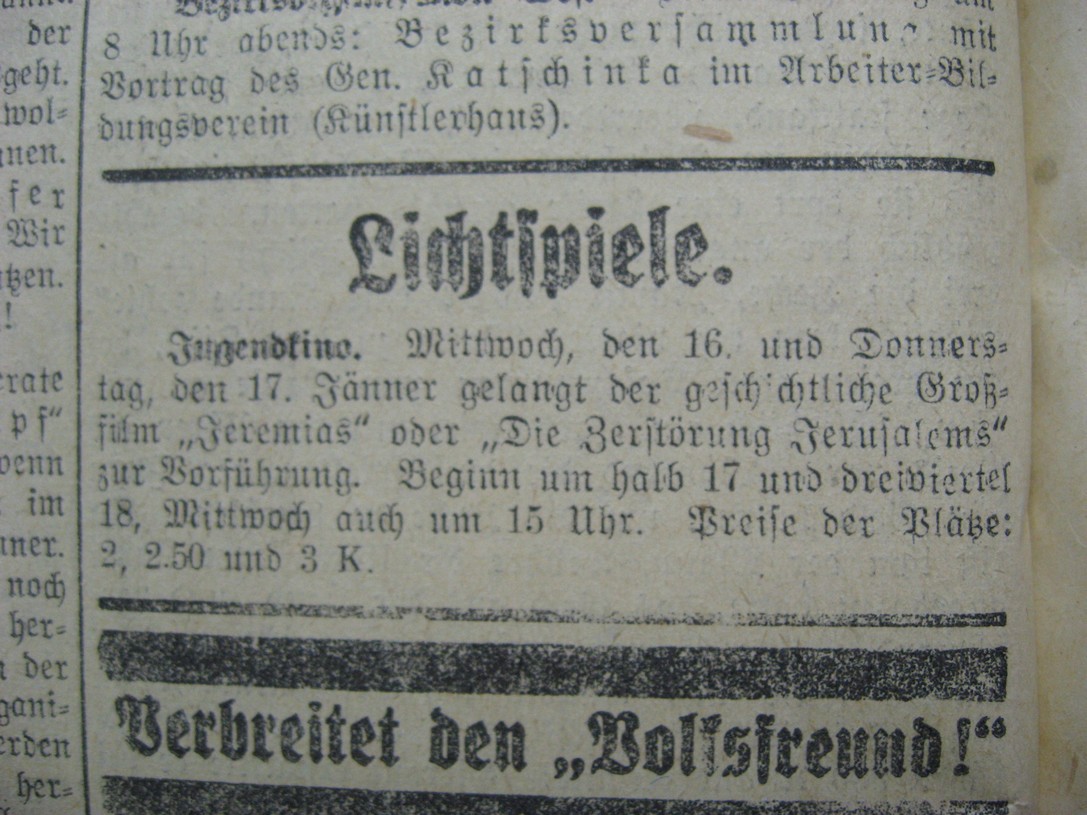 der
geht.
wol-
nnen.
fer
Wir
tzen.
!
erate
pf“
wenn
im
nner.
noch
her-
der
gani-
erden
her-
8 Uhr abends: Bezirksversammlung mit
Vortrag des Gen. Katschinka im Arbeiter-Bil-
dungsverein (Künstlerhaus).
Lichtspiele.
Jugendkino. Mittwoch, den 16. und Donners-
tag, den 17. Jänner gelangt der geschichtliche Groß-
film „Jeremias“ oder „Die Zerstörung Jerusalems“
zur Vorführung. Beginn um halb 17 und dreiviertel
18, Mittwoch auch um 15 Uhr. Preise der Plätze:
2, 2.50 und 3 K.
Verbreitet den „Volksfreund!“